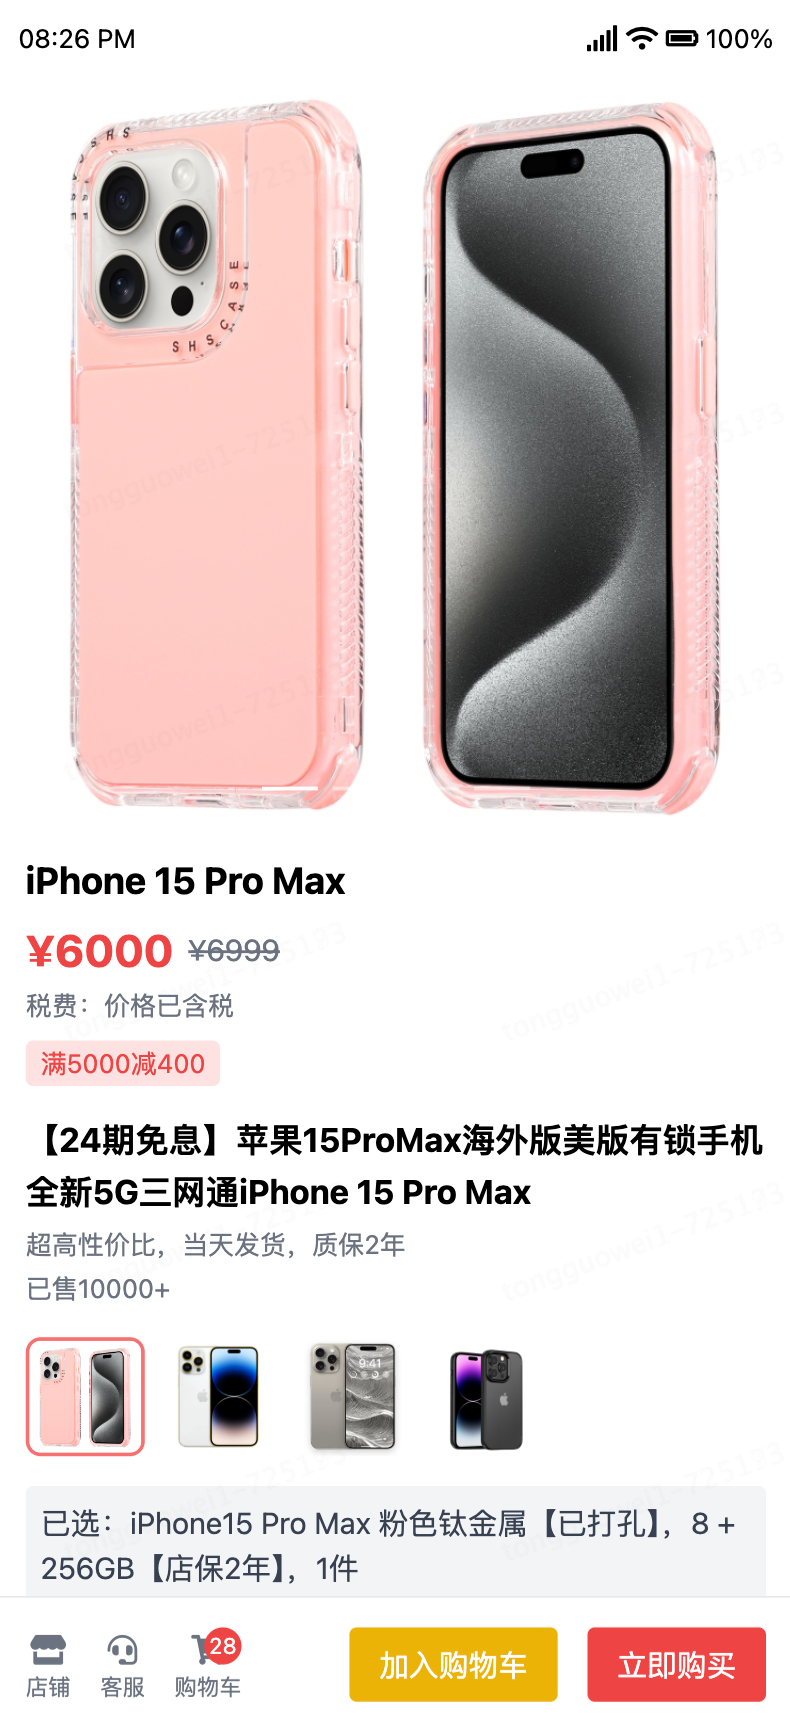 08:26 PM 100%
SHSCASE
iPhone 15 Pro Max
¥6000 ¥6999
税费：价格已含税
满5000减400
【24期免息】苹果15ProMax海外版美版有锁手机
全新5G三网通iPhone 15 Pro Max
超高性价比，当天发货，质保2年
已售10000+
9:41
已选：iPhone15 Pro Max 粉色钛金属【已打孔】，8 +
256GB【店保2年】，1件
28
店铺 客服 购物车 加入购物车 立即购买
tongguowei1-725193